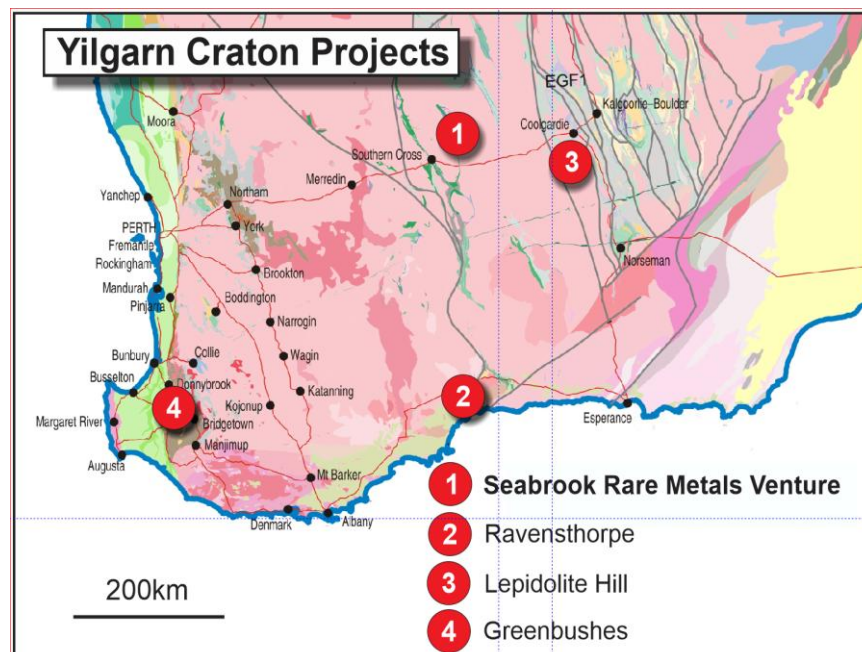 Yilgarn Craton Projects
EGF1
Moora
Kalgoorlie-Boulder
Coolgardie
1
Southern Cross
3
Merredin
Yanchep
Northam
PERTH
York
Fremantle
Rockingham
Norseman
Brookton
Mandurah
Boddington
Pinjarra
Narrogin
Bunbury
Collie
Wagin
Busselton
Donnybrook
Katanning
2
4
Kojonup
Margaret River
Bridgetown
Esperance
Manjimup
Augusta
Mt Barker
Denmark
Albany
1 Seabrook Rare Metals Venture
2 Ravensthorpe
3 Lepidolite Hill
4 Greenbushes
200km